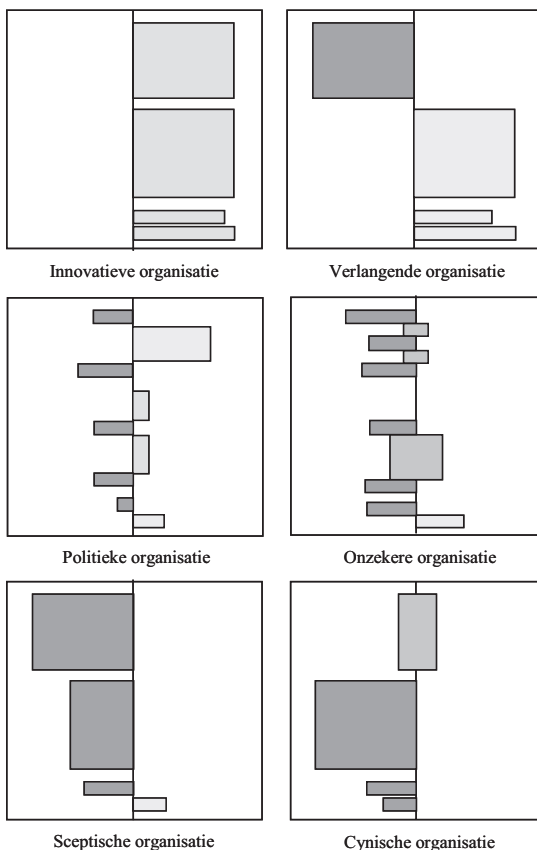 Innovatieve organisatie
Verlangende organisatie
Politieke organisatie
Onzekere organisatie
Sceptische organisatie
Cynische organisatie